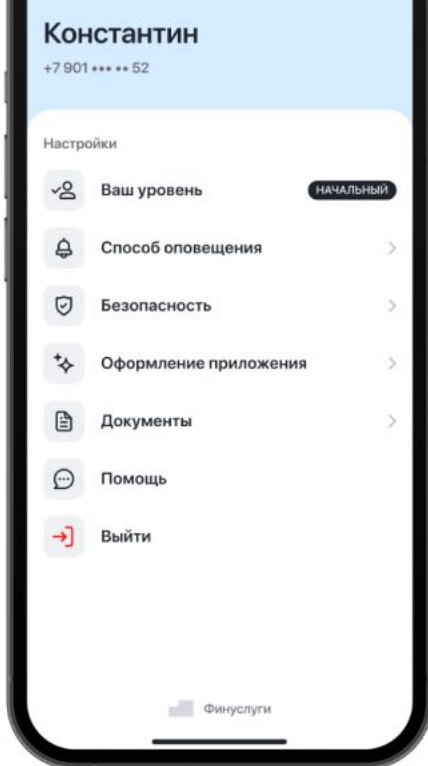 Константин
+7 901 ••• •• 52
Настройки
Ваш уровень НАЧАЛЬНЫЙ
Способ оповещения
Безопасность
Оформление приложения
Документы
Помощь
Выйти
Финуслуги